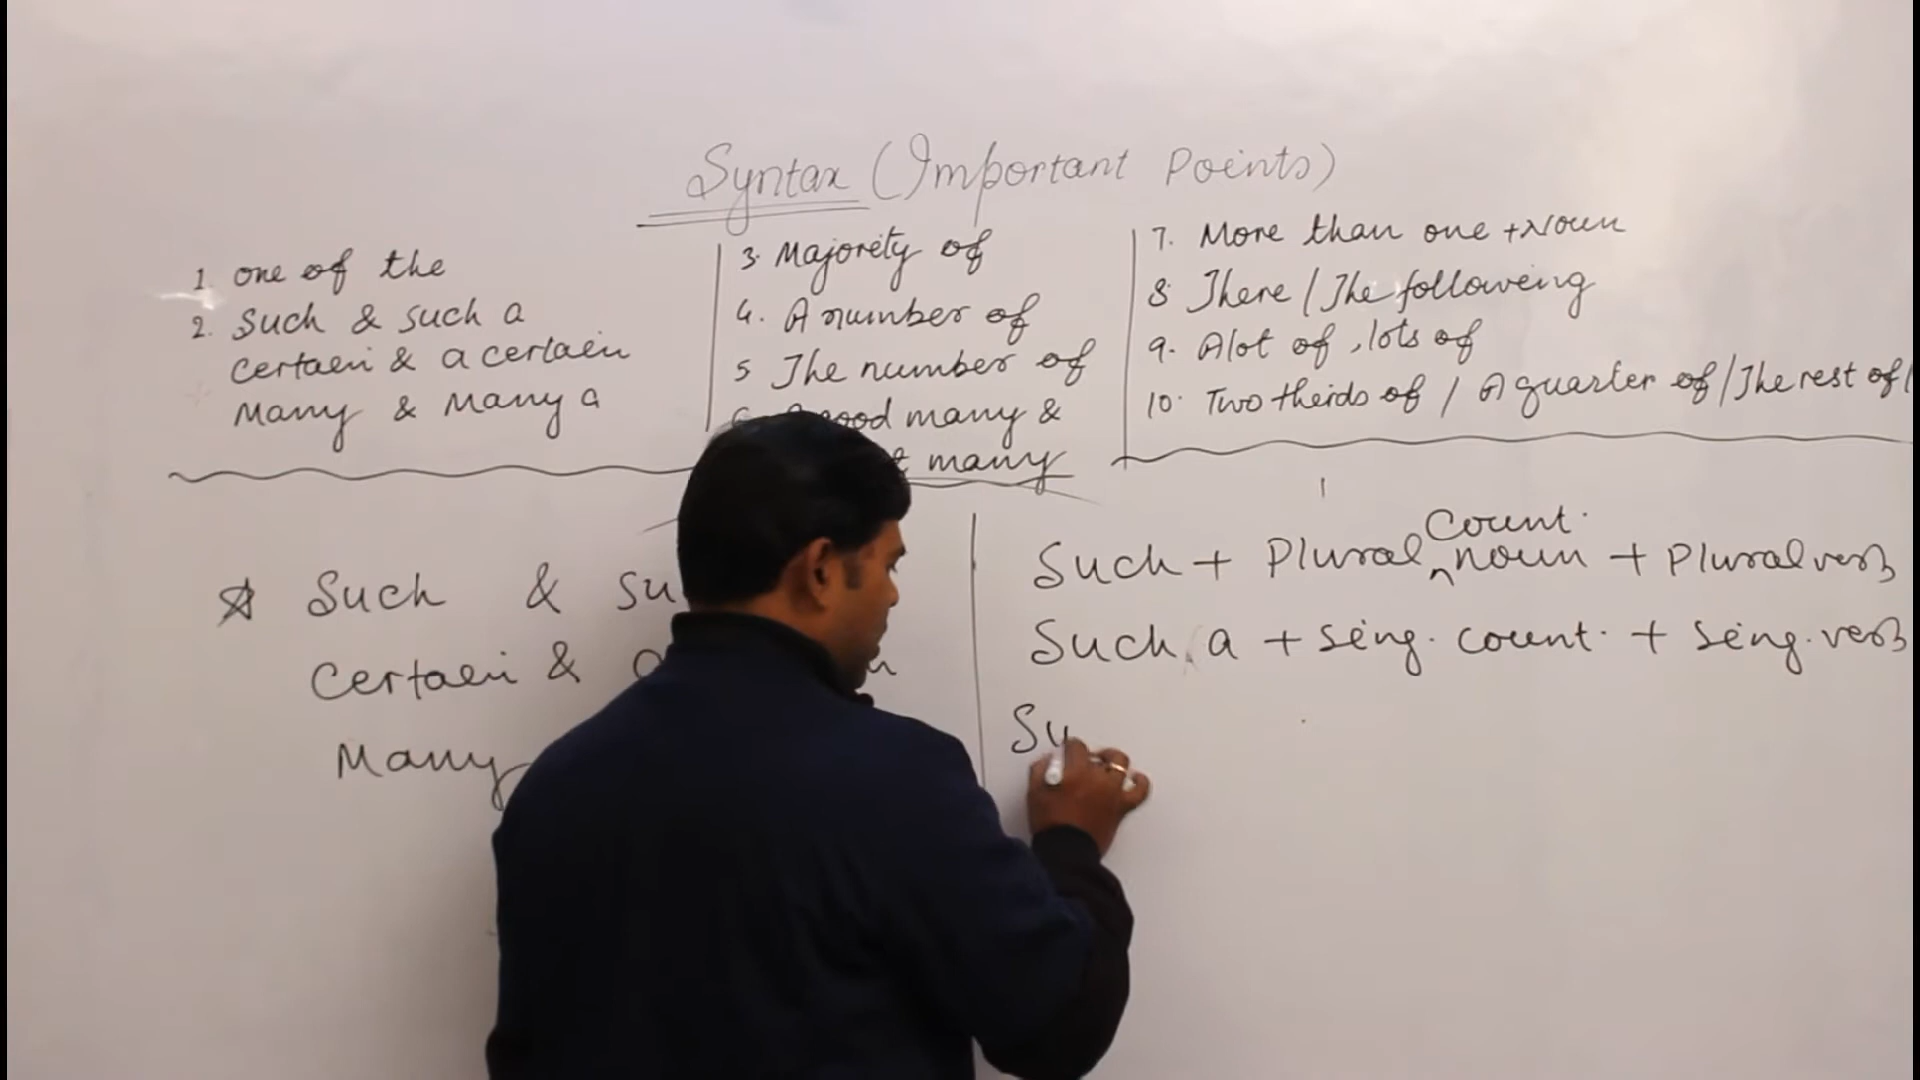 Syntax (Important Points)
1. one of the
2. Such & such a
certain & a certain
Many & Many a
3. Majority of
4. A number of
5. The number of
good many &
many
7. More than one + Noun
8. There / The following
9. A lot of, lots of
10. Two thirds of / A quarter of / The rest of /
Such &
Certain &
Many
Such + Plural count. noun + Plural verb
Such a + sing. count. + sing. verb
Su